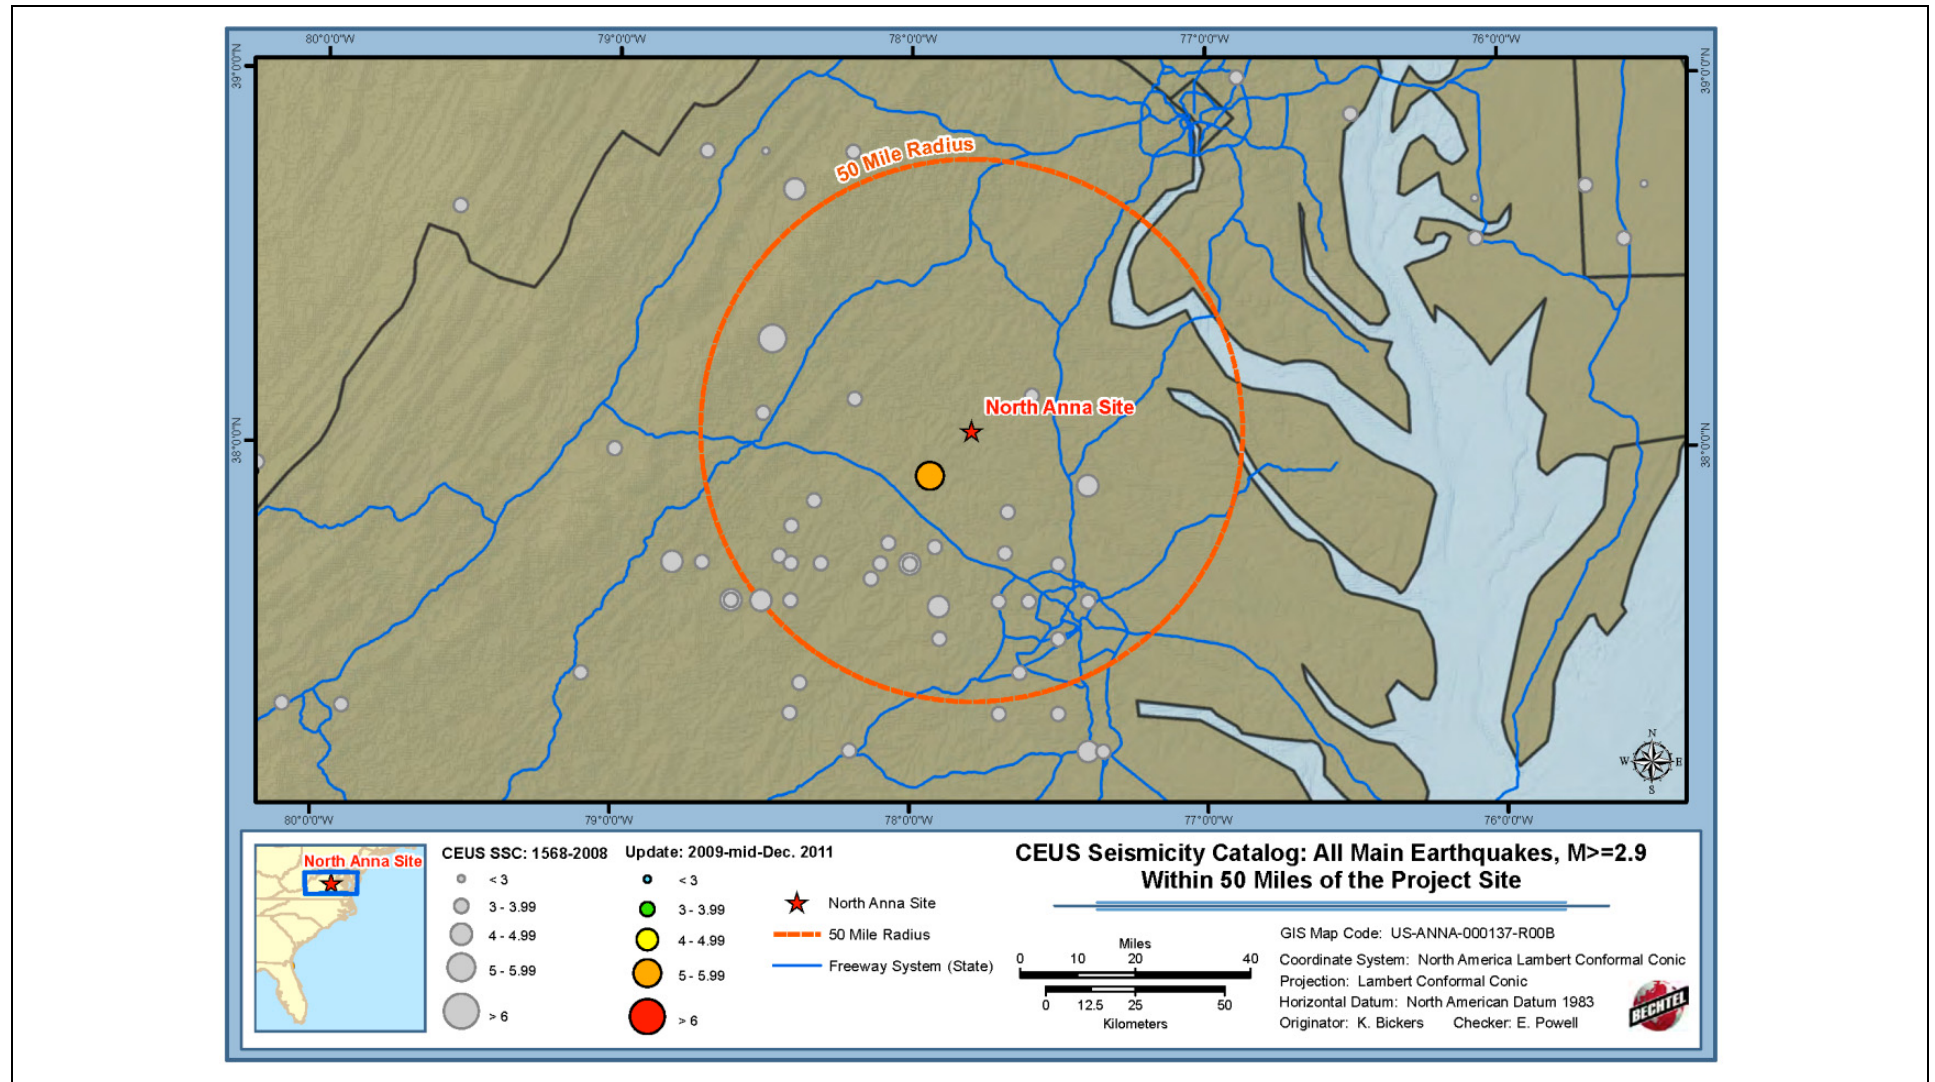 80°0'0"W
79°0'0"W
78°0'0"W
77°0'0"W
76°0'0"W
39°0'0"N
39°0'0"N
50 Mile Radius
North Anna Site
38°0'0"N
38°0'0"N
N
W
E
S
80°0'0"W
79°0'0"W
78°0'0"W
77°0'0"W
76°0'0"W
North Anna Site
CEUS SSC: 1568-2008
< 3
3 - 3.99
4 - 4.99
5 - 5.99
> 6
Update: 2009-mid-Dec. 2011
< 3
3 - 3.99
4 - 4.99
5 - 5.99
> 6
North Anna Site
50 Mile Radius
Freeway System (State)
CEUS Seismicity Catalog: All Main Earthquakes, M>=2.9
Within 50 Miles of the Project Site
Miles
0 10 20 40
0 12.5 25 50
Kilometers
GIS Map Code: US-ANNA-000137-R00B
Coordinate System: North America Lambert Conformal Conic
Projection: Lambert Conformal Conic
Horizontal Datum: North American Datum 1983
Originator: K. Bickers Checker: E. Powell
BECHTEL